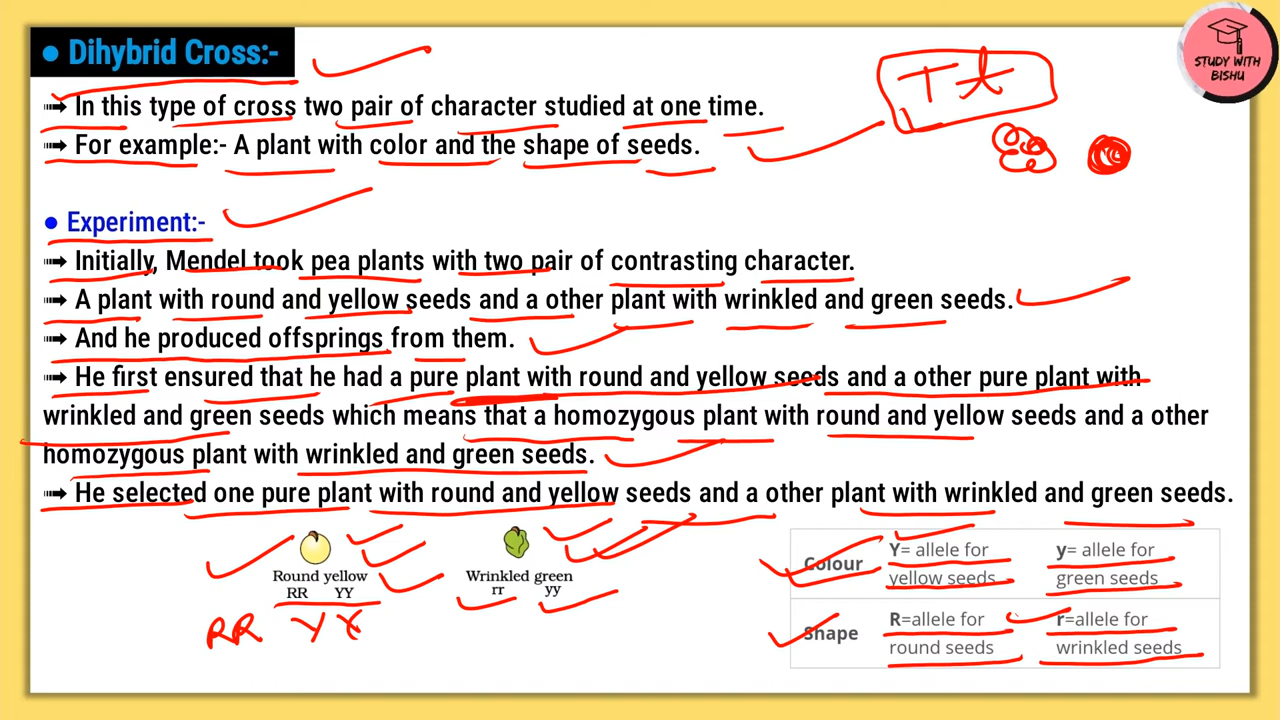 ● Dihybrid Cross:-
➟ In this type of cross two pair of character studied at one time.
➟ For example:- A plant with color and the shape of seeds.
T t
STUDY WITH
BISHU
● Experiment:-
➟ Initially, Mendel took pea plants with two pair of contrasting character.
➟ A plant with round and yellow seeds and a other plant with wrinkled and green seeds.
➟ And he produced offsprings from them.
➟ He first ensured that he had a pure plant with round and yellow seeds and a other pure plant with
wrinkled and green seeds which means that a homozygous plant with round and yellow seeds and a other
homozygous plant with wrinkled and green seeds.
➟ He selected one pure plant with round and yellow seeds and a other plant with wrinkled and green seeds.
Round yellow
RR YY
RR YY
Wrinkled green
rr yy
Colour
Y= allele for
yellow seeds
y= allele for
green seeds
Shape
R=allele for
round seeds
r=allele for
wrinkled seeds